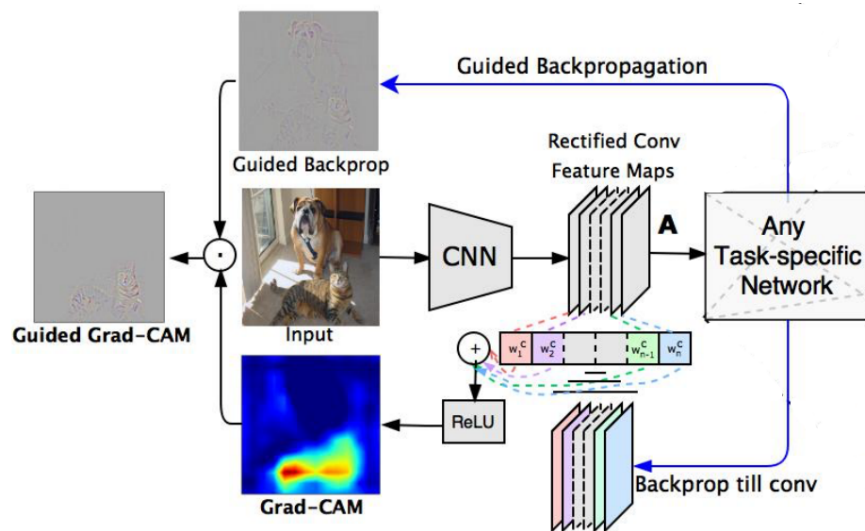 Guided Backpropagation
Guided Backprop
Rectified Conv
Feature Maps
A
Any
Task-specific
Network
CNN
Input
Guided Grad-CAM
+
w₁ᶜ w₂ᶜ wₙ₋₁ᶜ wₙᶜ
ReLU
Grad-CAM
Backprop till conv